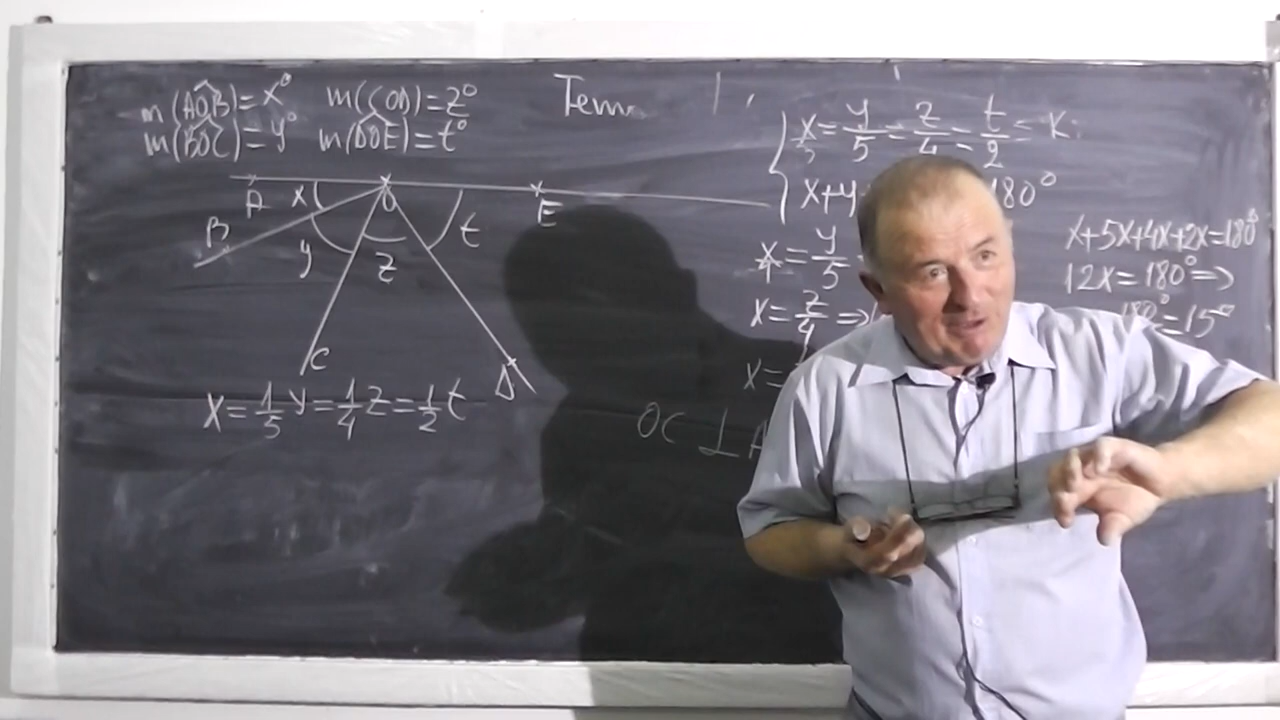 m(AOB)=x° m(COD)=z°
m(BOC)=y° m(DOE)=t°
A x O E
B y z t
C D
x=1/5 y=1/4 z=1/2 t
y/5=z/4=t/2=K
x+y 180°
x=y/5
x=z/4 =>
x=
OC ⊥ A
x+5x+4x+2x=180°
12x=180° =>
180° =15°